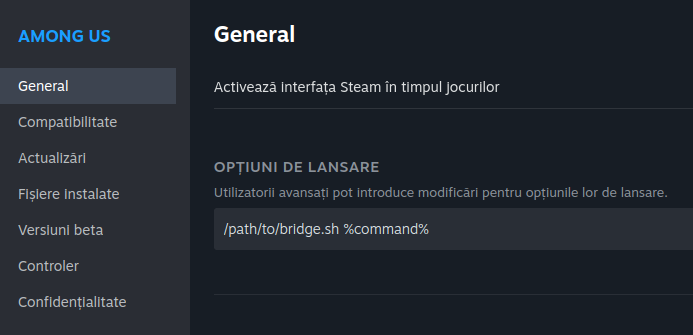 AMONG US
General
Compatibilitate
Actualizări
Fișiere instalate
Versiuni beta
Controler
Confidențialitate
General
Activează interfața Steam în timpul jocurilor
OPȚIUNI DE LANSARE
Utilizatorii avansați pot introduce modificări pentru opțiunile lor de lansare.
/path/to/bridge.sh %command%